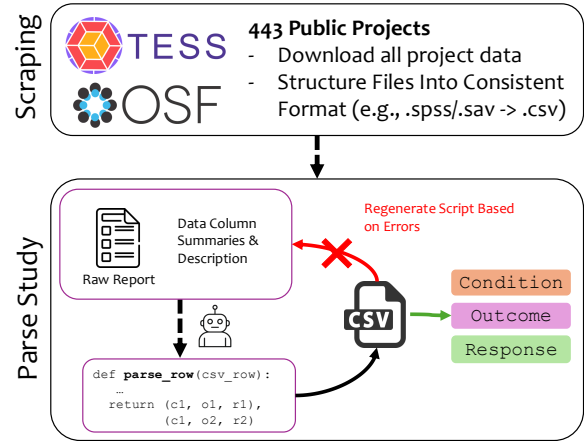 Scraping
TESS
OSF
443 Public Projects
- Download all project data
- Structure Files Into Consistent
Format (e.g., .spss/.sav -> .csv)
Parse Study
Raw Report
Data Column
Summaries &
Description
Regenerate Script Based
on Errors
CSV
Condition
Outcome
Response
def parse_row(csv_row):
…
return (c1, o1, r1),
(c1, o2, r2)